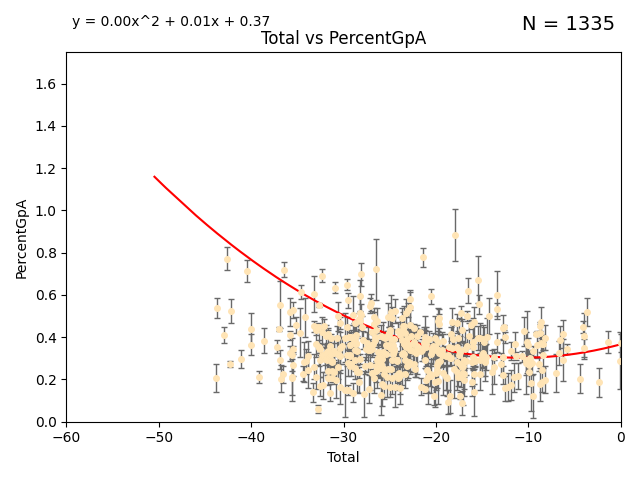 y = 0.00x^2 + 0.01x + 0.37
N = 1335
Total vs PercentGpA
1.6
1.4
1.2
1.0
0.8
0.6
0.4
0.2
0.0
PercentGpA
−60 −50 −40 −30 −20 −10 0
Total